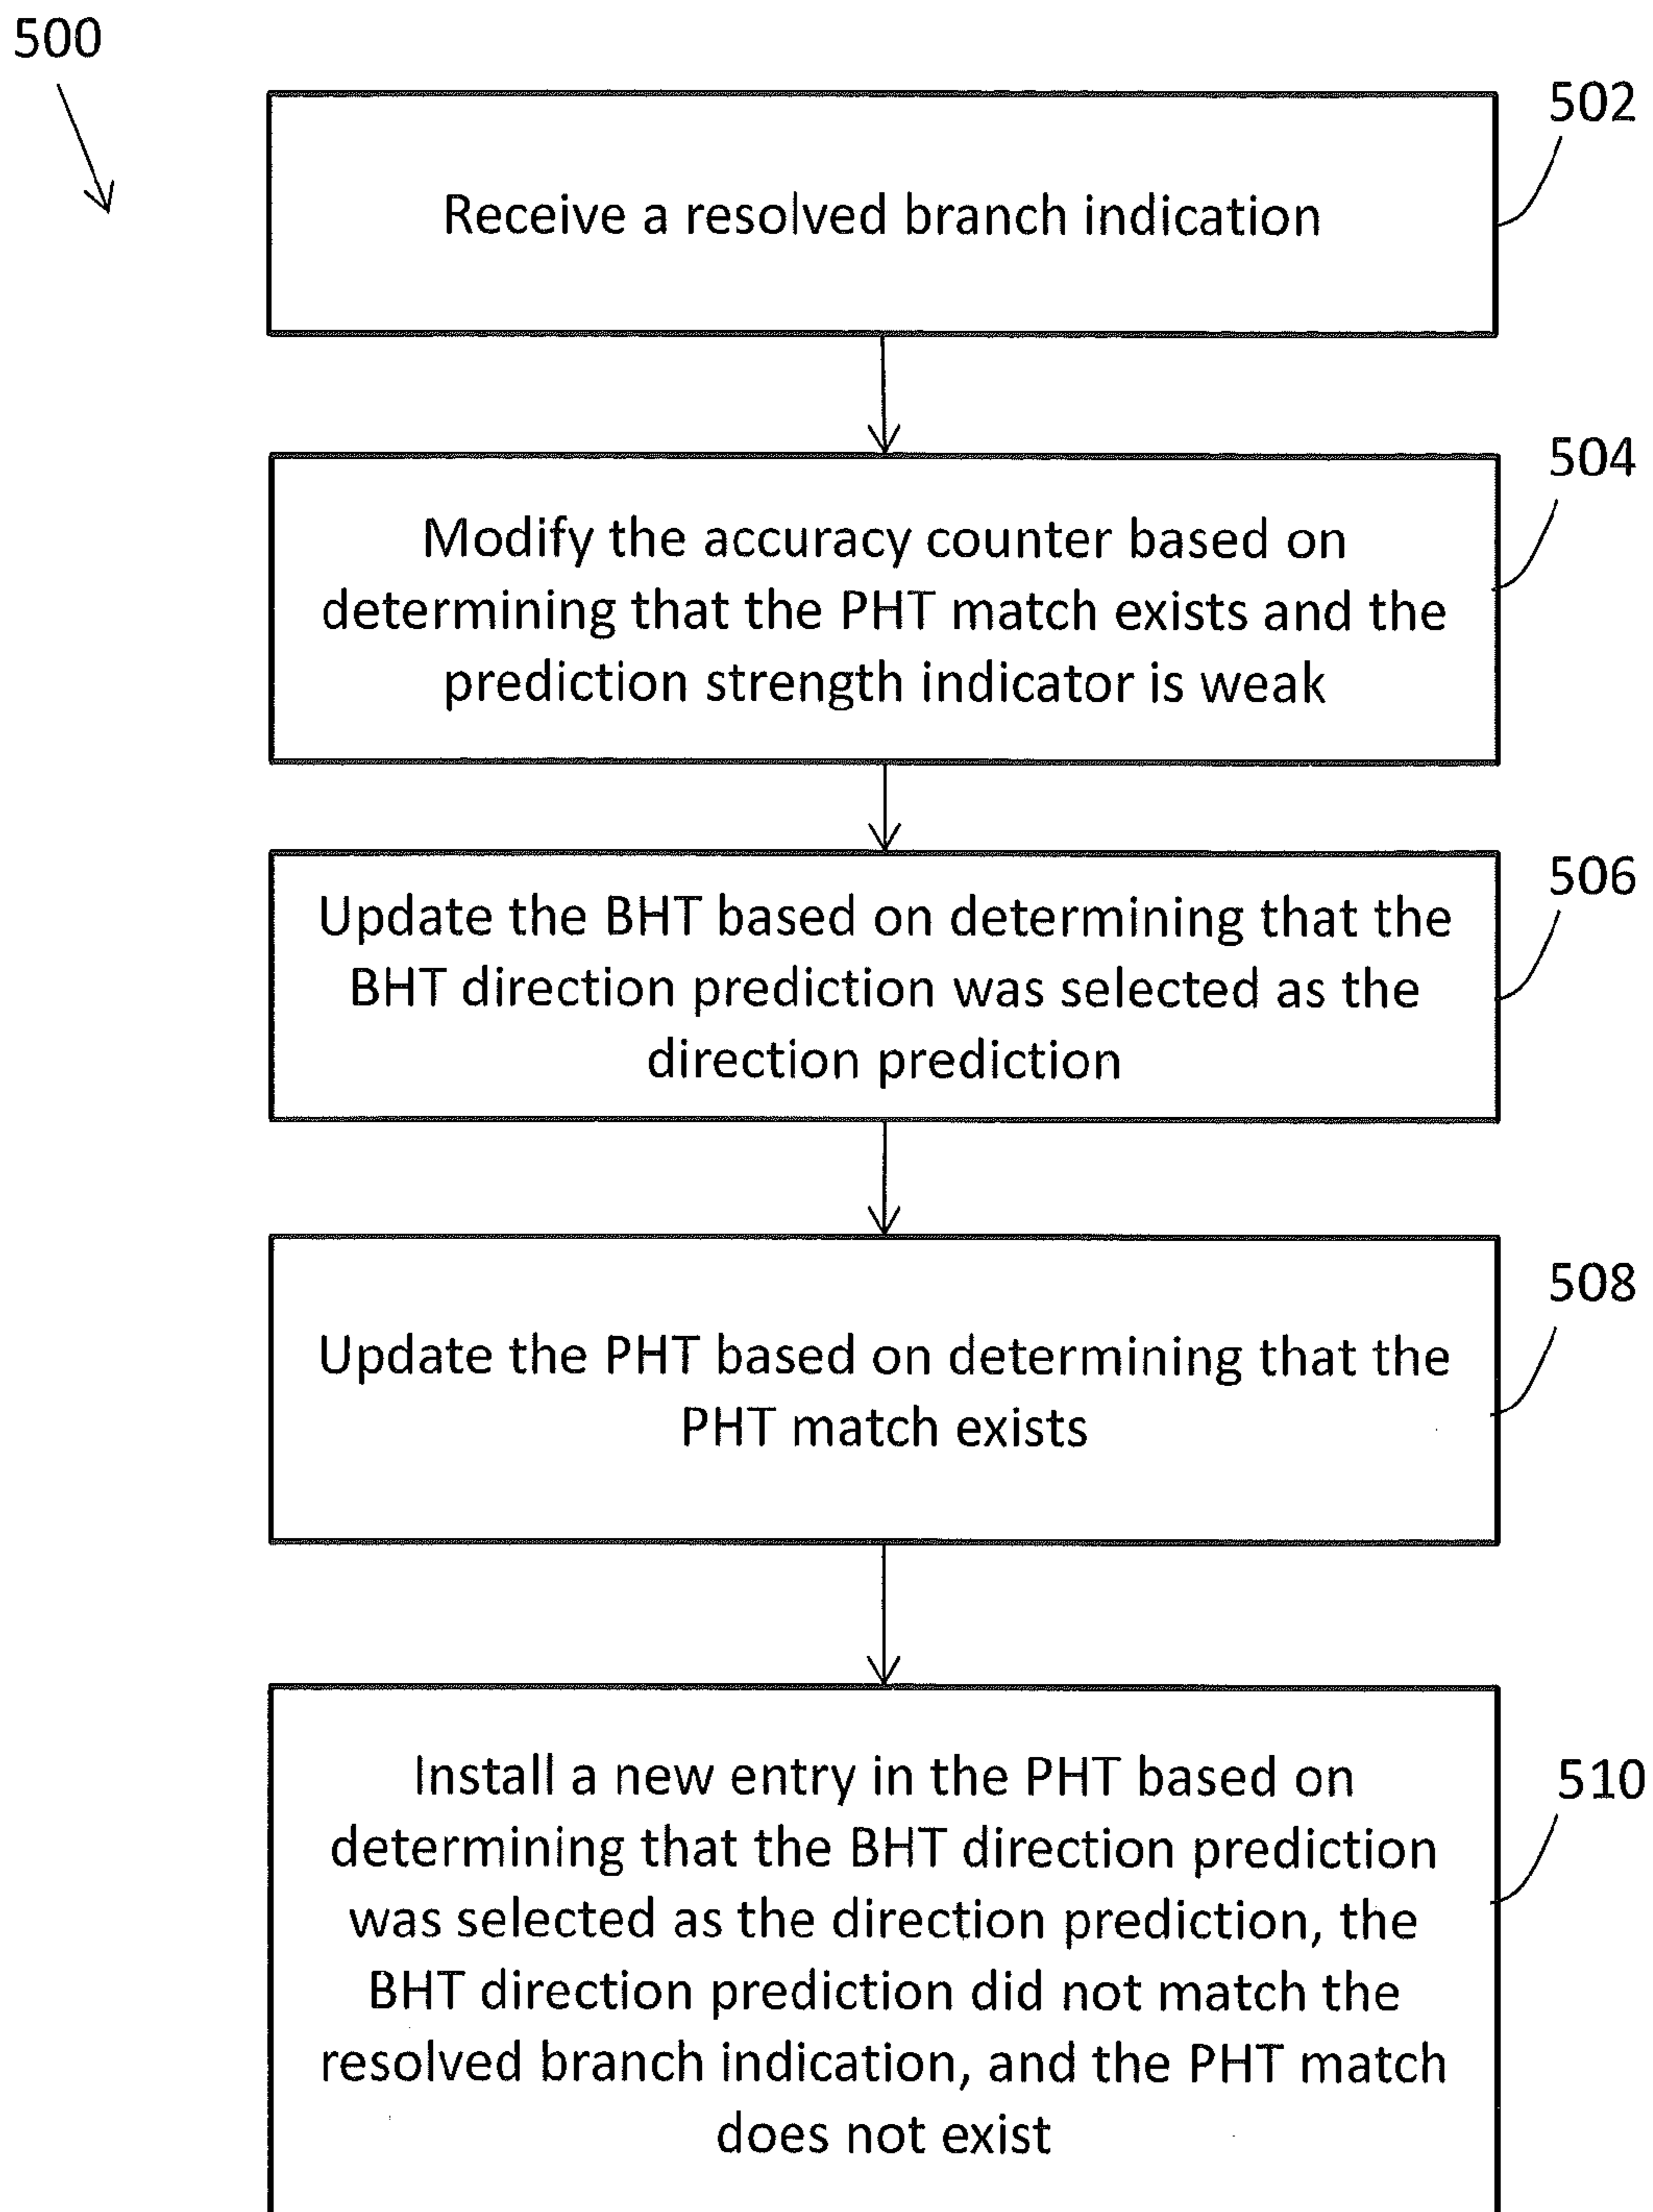 500
502
Receive a resolved branch indication
504
Modify the accuracy counter based on
determining that the PHT match exists and the
prediction strength indicator is weak
506
Update the BHT based on determining that the
BHT direction prediction was selected as the
direction prediction
508
Update the PHT based on determining that the
PHT match exists
510
Install a new entry in the PHT based on
determining that the BHT direction prediction
was selected as the direction prediction, the
BHT direction prediction did not match the
resolved branch indication, and the PHT match
does not exist